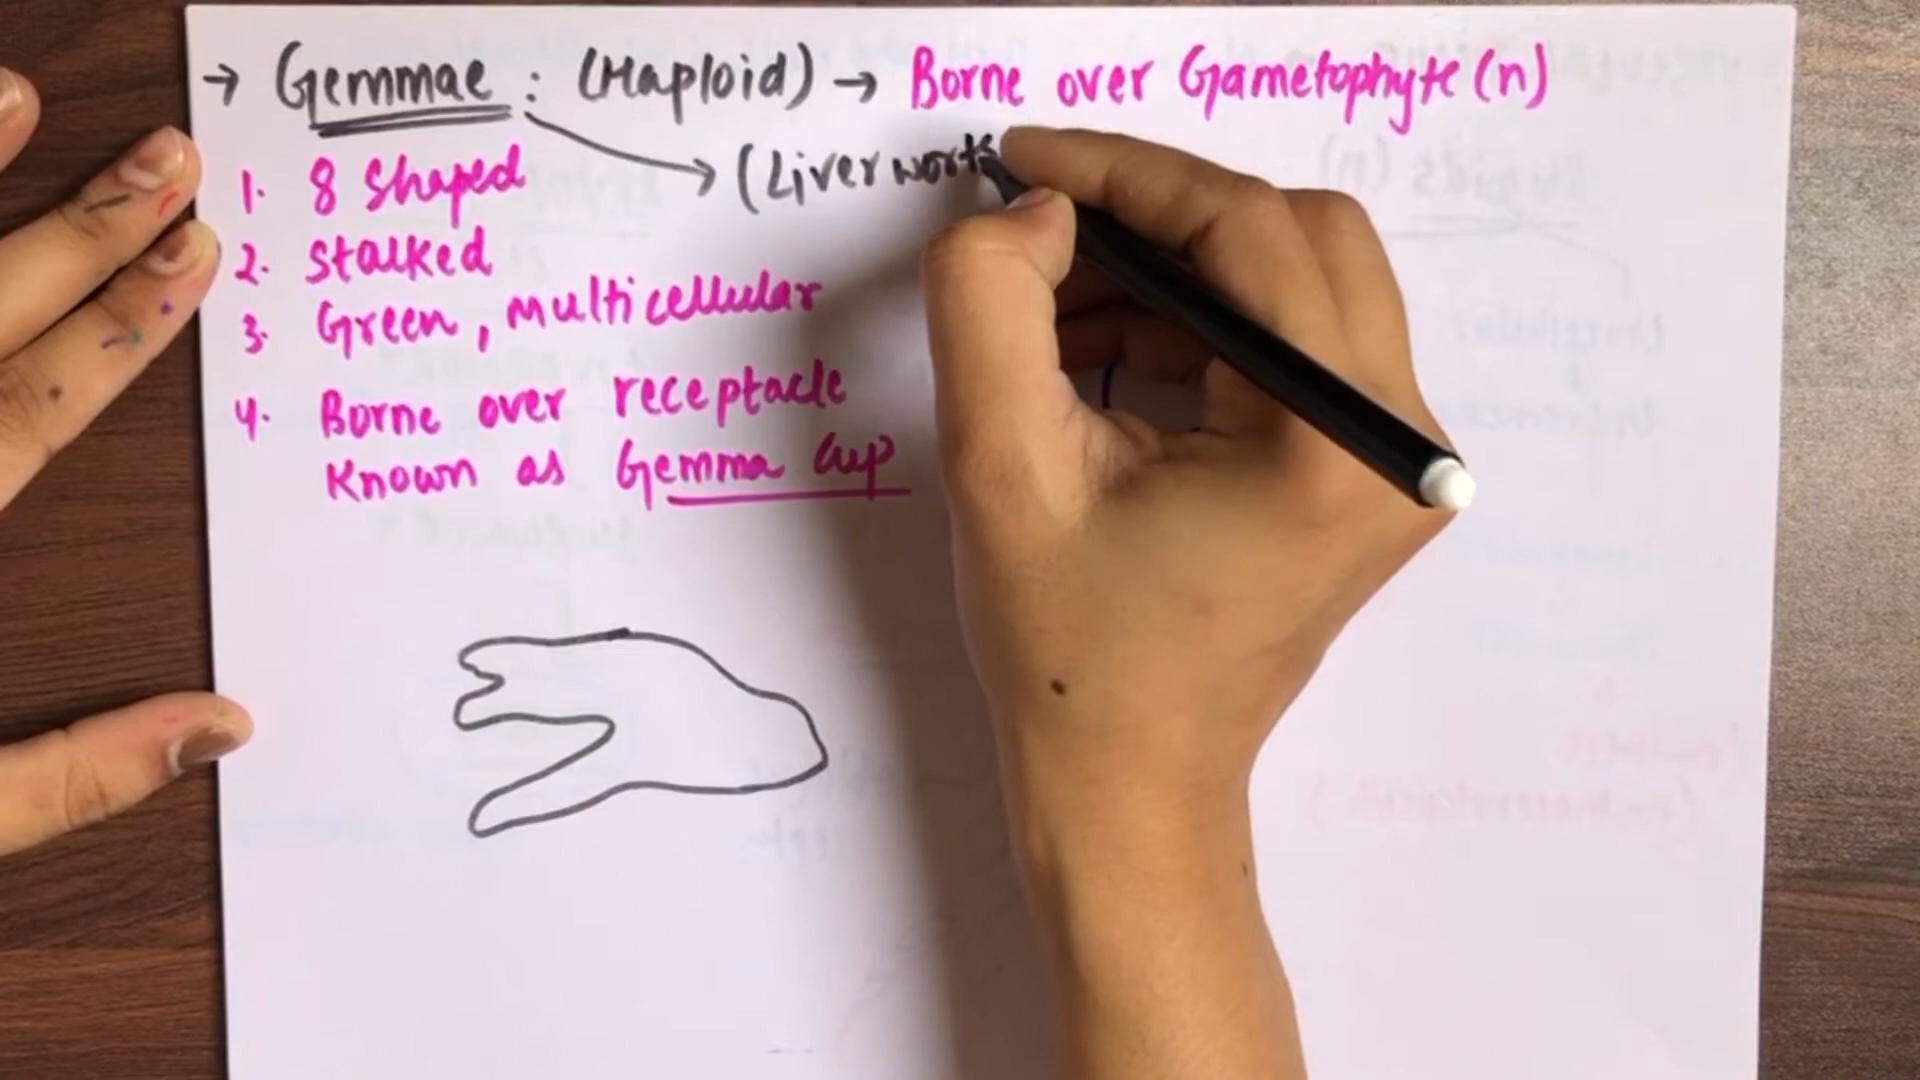 → Gemmae : (Haploid) → Borne over Gametophyte (n)
→ (Liverworts
1. 8 shaped
2. stalked
3. Green, multicellular
4. Borne over receptacle
known as Gemma Cup